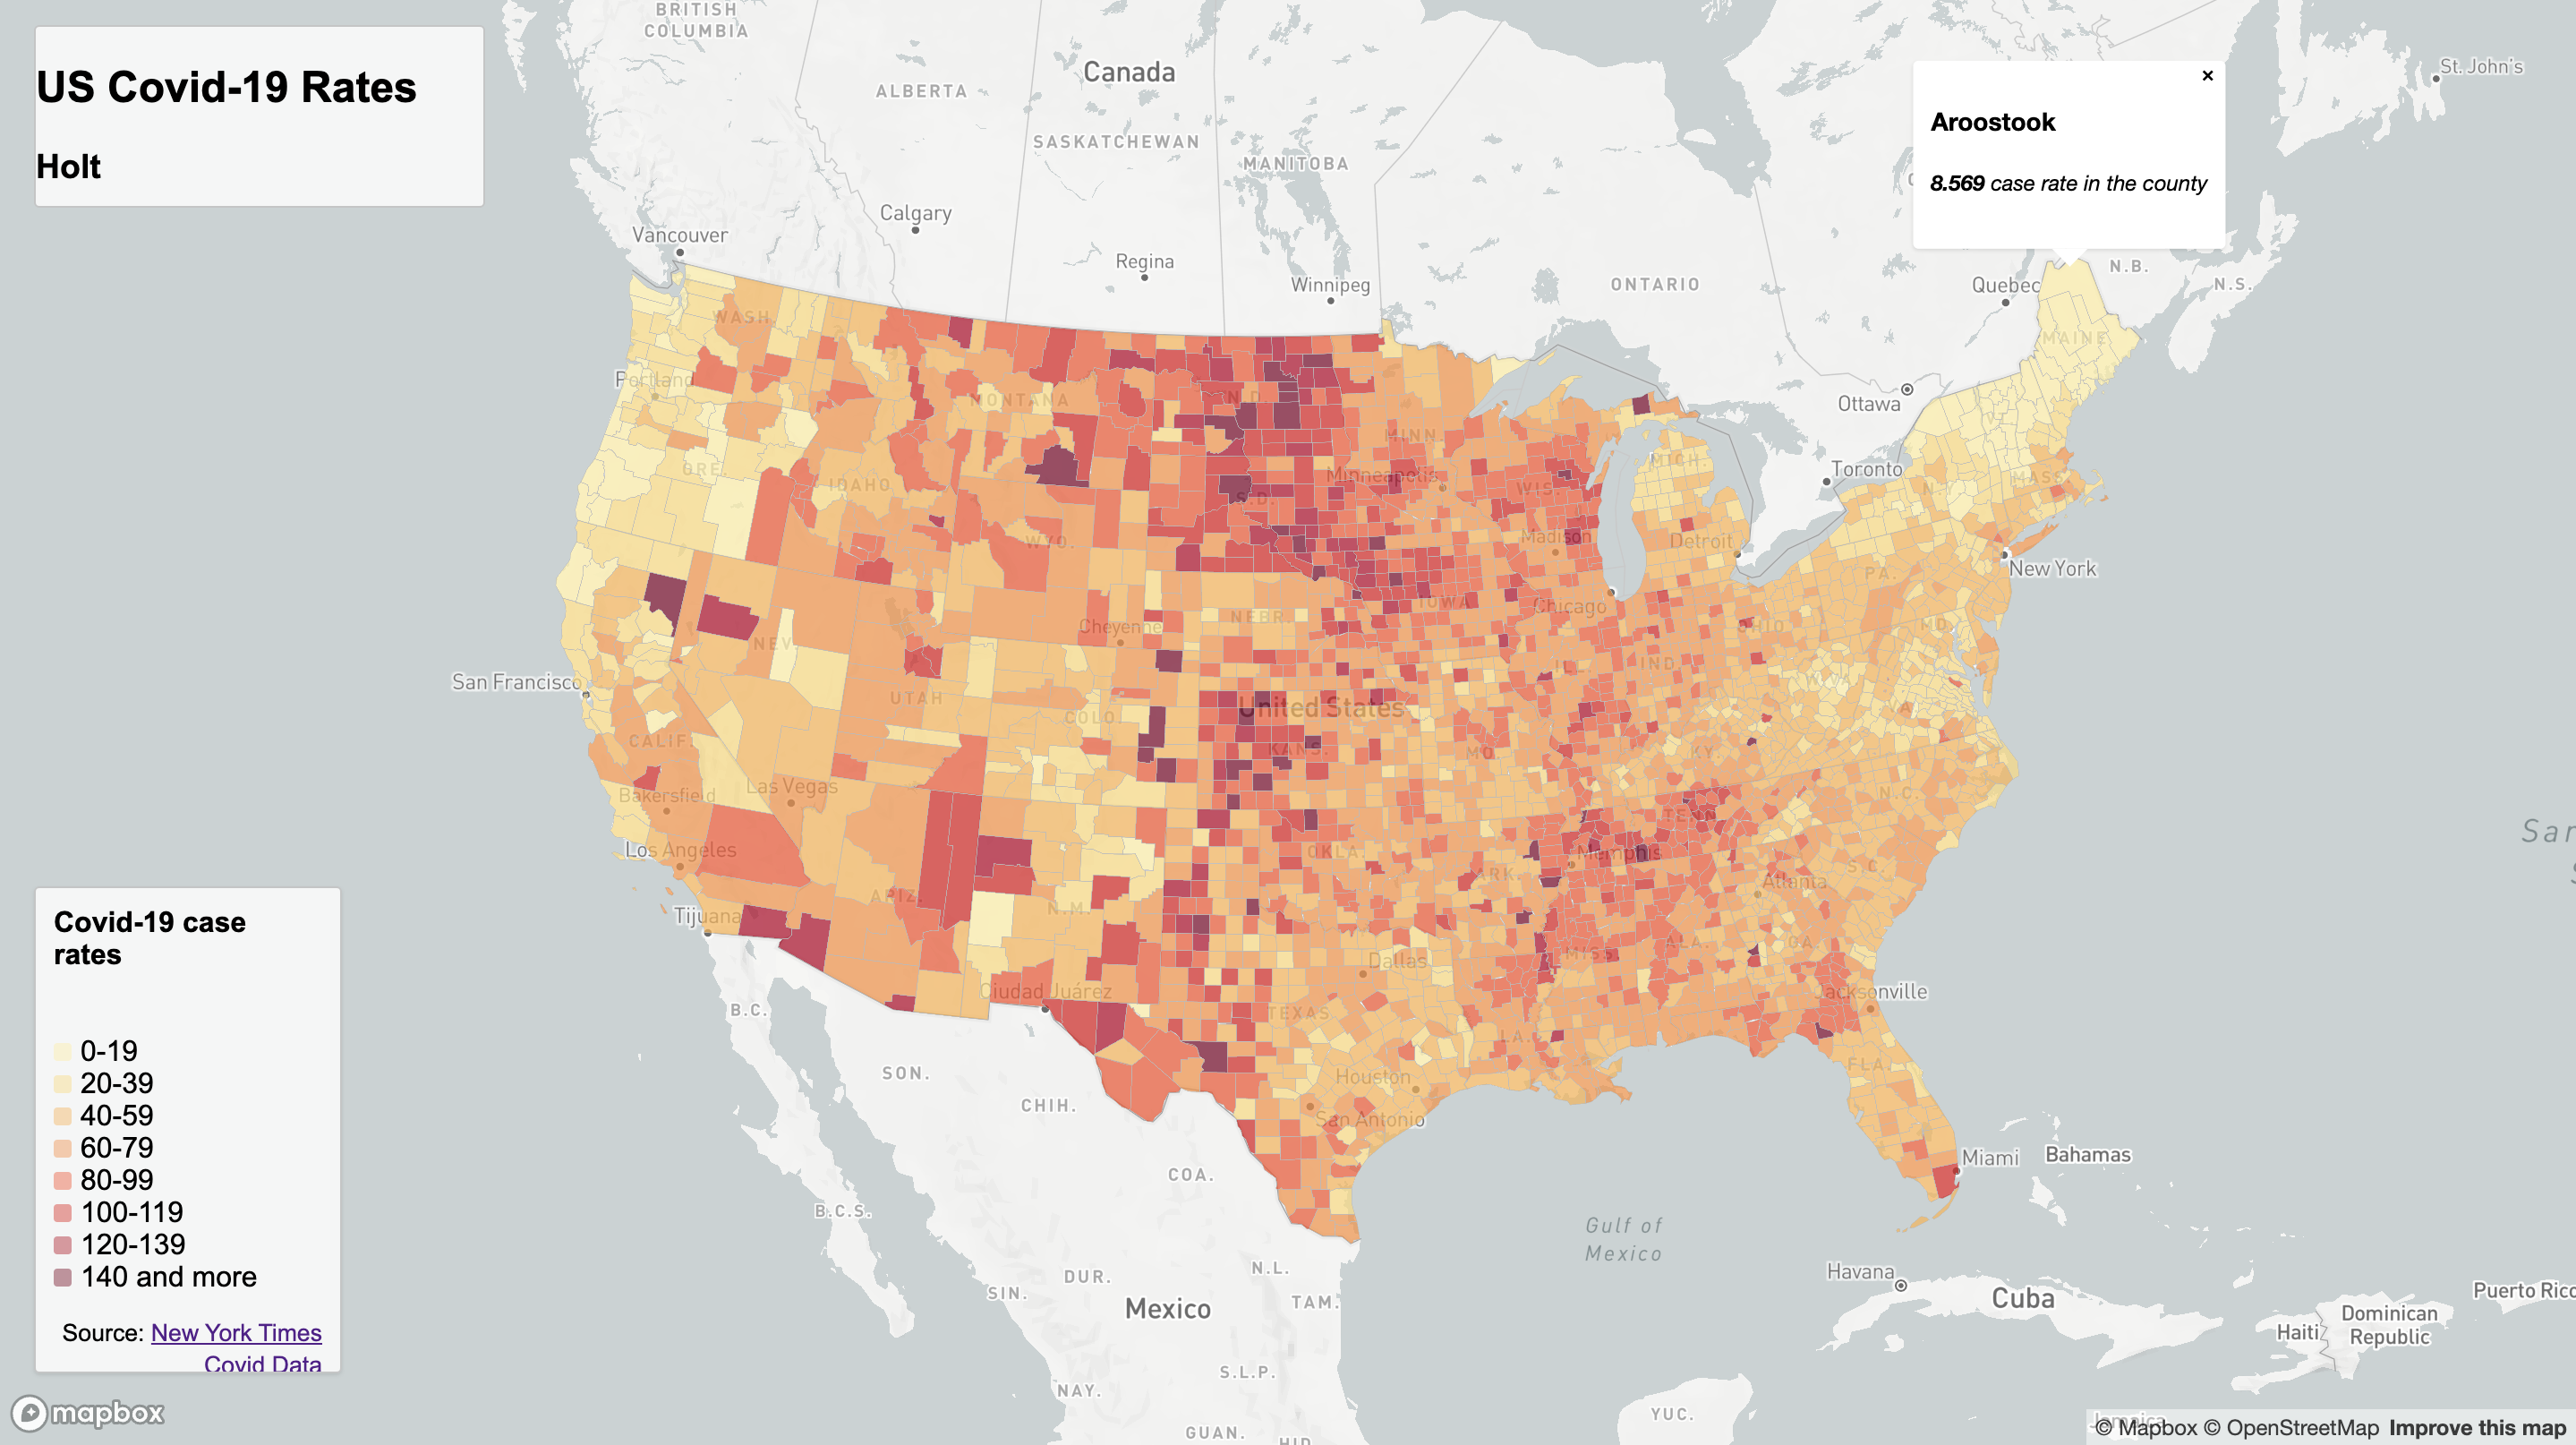 US Covid-19 Rates
Holt
Aroostook
×
8.569 case rate in the county
Covid-19 case
rates
0-19
20-39
40-59
60-79
80-99
100-119
120-139
140 and more
Source: New York Times
Covid Data
mapbox
© Mapbox © OpenStreetMap Improve this map
BRITISH
COLUMBIA
ALBERTA
Canada
SASKATCHEWAN
MANITOBA
ONTARIO
St. John's
Calgary
Vancouver
Regina
Winnipeg
Quebec
N.B.
N.S.
Ottawa
Toronto
WASH
Portland
MONTANA
N.D.
MINN.
Minneapolis
MAINE
ORE
IDAHO
S.D.
WIS.
MICH.
MASS
WYO.
Madison
Detroit
New York
NEBR.
IOWA
Chicago
PA.
Cheyenne
OHIO
MD.
NEV
ILL.
IND.
San Francisco
UTAH
COLO.
United States
W.VA.
VA.
CALIF.
KANS.
MO.
KY.
Las Vegas
Bakersfield
N.C.
TENN.
Los Angeles
OKLA.
Memphis
ARIZ.
N.M.
ARK.
Atlanta
S.C.
Tijuana
Dallas
MISS.
ALA.
GA.
Ciudad Juárez
Jacksonville
B.C.
TEXAS
LA.
SON.
FLA.
Houston
CHIH.
San Antonio
Miami
Bahamas
COA.
B.C.S.
Gulf of
Mexico
Havana
Cuba
DUR.
N.L.
SIN.
TAM.
Mexico
Puerto Rico
Dominican
Republic
Haiti
S.L.P.
NAY.
YUC.
GUAN.
Jamaica